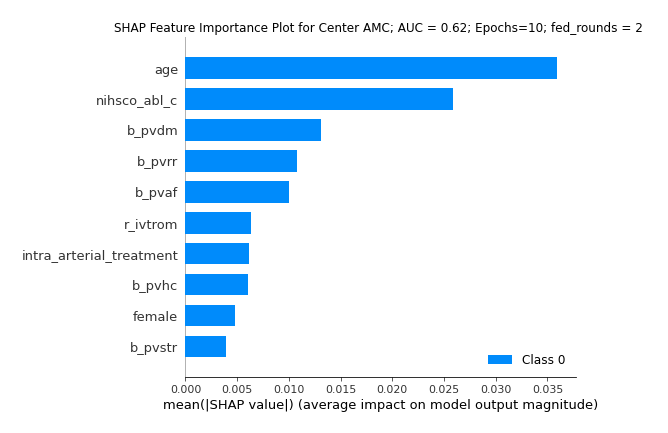 SHAP Feature Importance Plot for Center AMC; AUC = 0.62; Epochs=10; fed_rounds = 2
age
nihsco_abl_c
b_pvdm
b_pvrr
b_pvaf
r_ivtrom
intra_arterial_treatment
b_pvhc
female
b_pvstr
Class 0
0.000 0.005 0.010 0.015 0.020 0.025 0.030 0.035
mean(|SHAP value|) (average impact on model output magnitude)